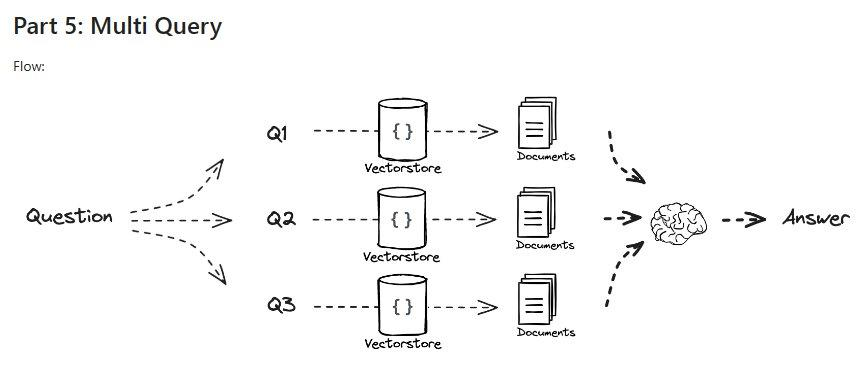 Part 5: Multi Query
Flow:
Q1
{ }
Vectorstore
Documents
Question
Q2
{ }
Vectorstore
Documents
Answer
Q3
{ }
Vectorstore
Documents